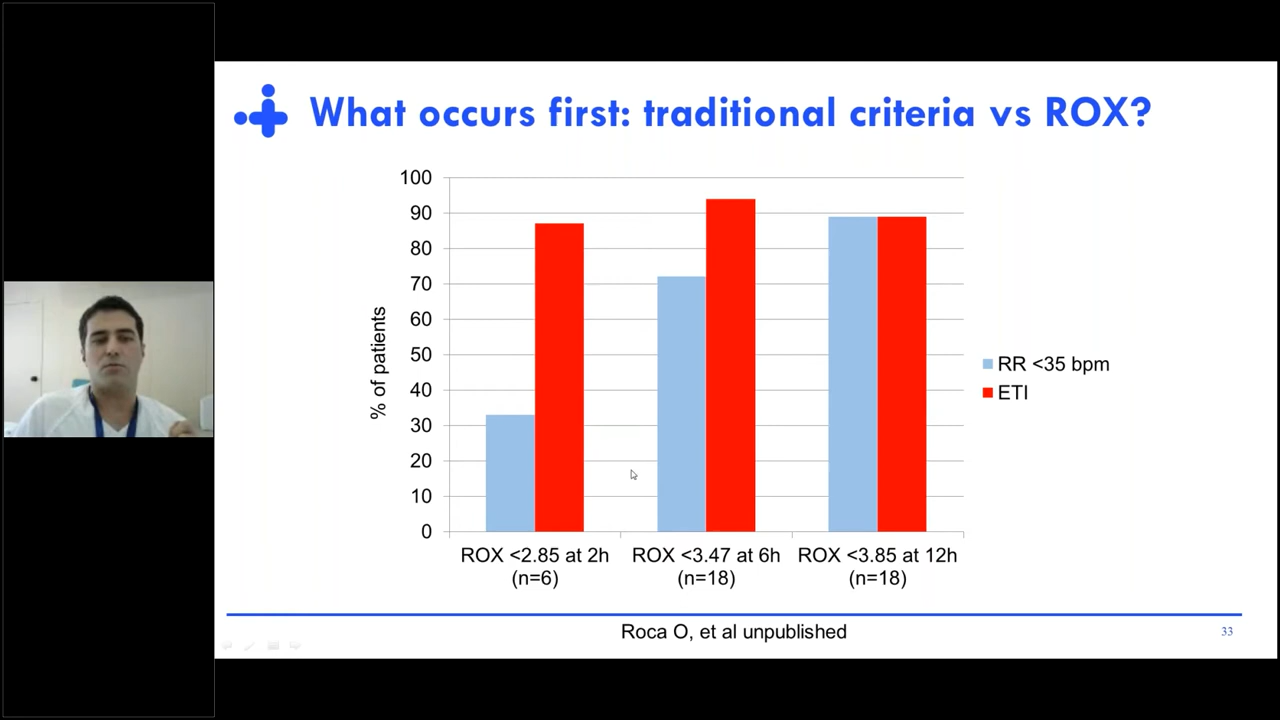 What occurs first: traditional criteria vs ROX?
100
90
80
70
60
50
40
30
20
10
0
% of patients
RR <35 bpm
ETI
ROX <2.85 at 2h
(n=6)
ROX <3.47 at 6h
(n=18)
ROX <3.85 at 12h
(n=18)
Roca O, et al unpublished
33